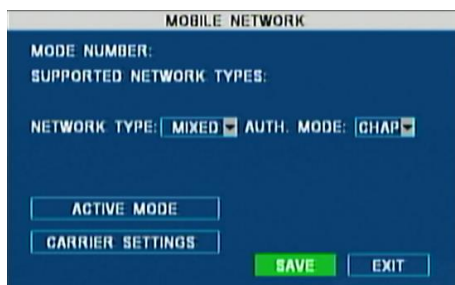 MOBILE NETWORK
MODE NUMBER:
SUPPORTED NETWORK TYPES:
NETWORK TYPE: MIXED AUTH. MODE: CHAP
ACTIVE MODE
CARRIER SETTINGS
SAVE EXIT